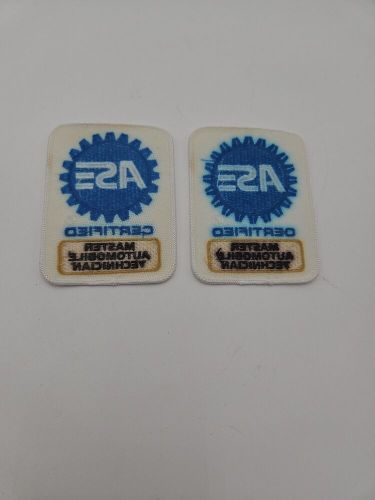 ASE
CERTIFIED
MASTER
AUTOMOBILE
TECHNICIAN
ASE
CERTIFIED
MASTER
AUTOMOBILE
TECHNICIAN